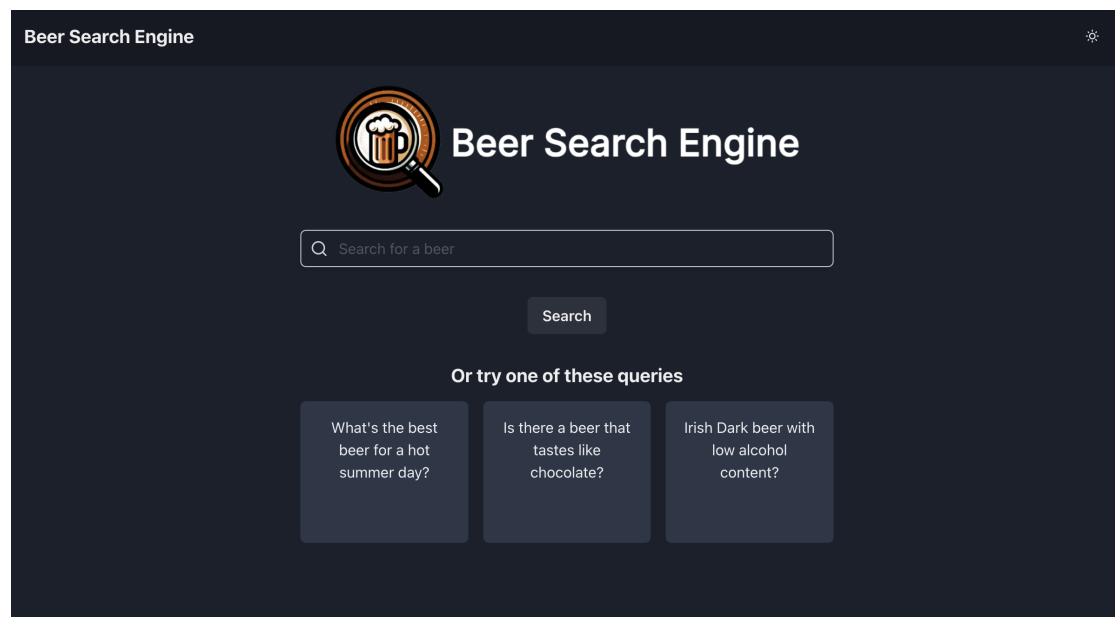 Beer Search Engine
Beer Search Engine
Search for a beer
Search
Or try one of these queries
What's the best
beer for a hot
summer day?
Is there a beer that
tastes like
chocolate?
Irish Dark beer with
low alcohol
content?